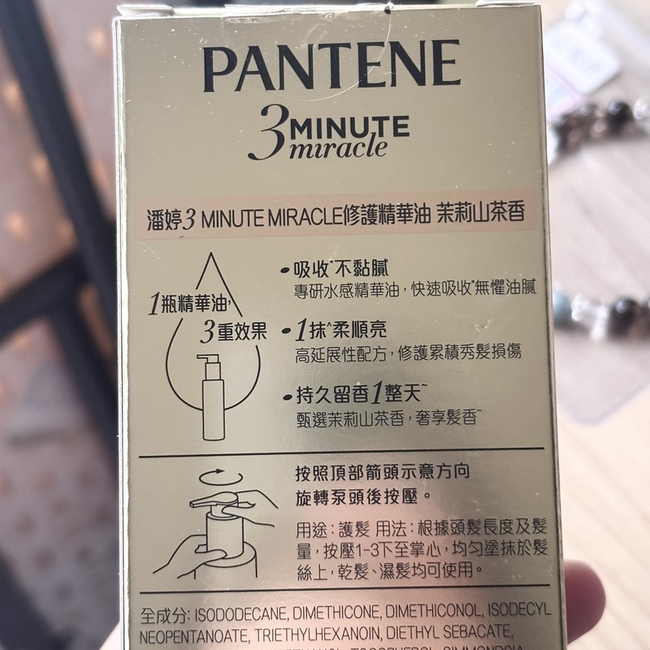 PANTENE
3 MINUTE
miracle
潘婷3 MINUTE MIRACLE修護精華油 茉莉山茶香
1瓶精華油,
3重效果
•吸收*不黏膩
專研水感精華油,快速吸收*無懼油膩
•1抹^柔順亮
高延展性配方,修護累積秀髮損傷
•持久留香1整天~
甄選茉莉山茶香,奢享髮香~
按照頂部箭頭示意方向
旋轉泵頭後按壓。
用途:護髮 用法:根據頭髮長度及髮
量,按壓1-3下至掌心,均勻塗抹於髮
絲上,乾髮、濕髮均可使用。
全成分: ISODODECANE, DIMETHICONE, DIMETHICONOL, ISODECYL
NEOPENTANOATE, TRIETHYLHEXANOIN, DIETHYL SEBACATE,